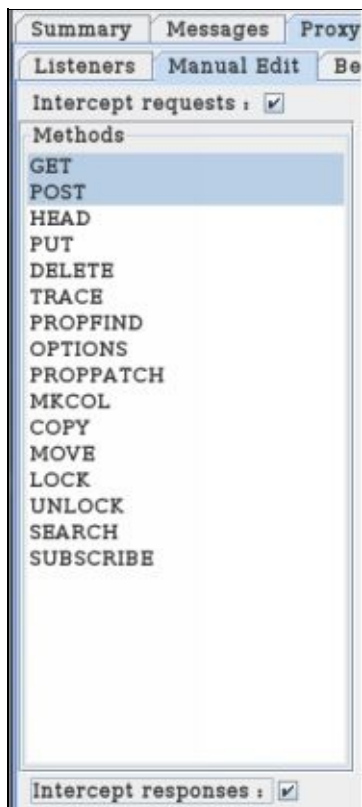 Summary Messages Proxy
Listeners Manual Edit Be
Intercept requests :
Methods
GET
POST
HEAD
PUT
DELETE
TRACE
PROPFIND
OPTIONS
PROPPATCH
MKCOL
COPY
MOVE
LOCK
UNLOCK
SEARCH
SUBSCRIBE
Intercept responses :